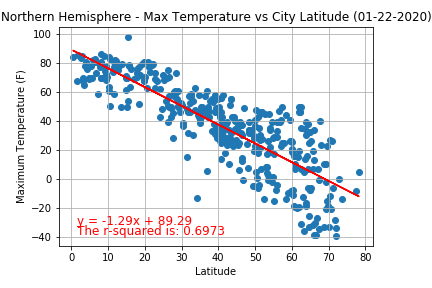 Northern Hemisphere - Max Temperature vs City Latitude (01-22-2020)
Maximum Temperature (F)
100
80
60
40
20
0
−20
−40
y = -1.29x + 89.29
The r-squared is: 0.6973
0 10 20 30 40 50 60 70 80
Latitude